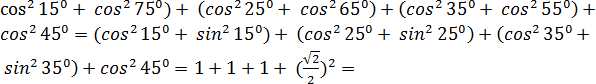 cos² 15⁰ + cos² 75⁰) + (cos² 25⁰ + cos² 65⁰) + (cos² 35⁰ + cos² 55⁰) +
cos² 45⁰ = (cos² 15⁰ + sin² 15⁰) + (cos² 25⁰ + sin² 25⁰) + (cos² 35⁰ +
sin² 35⁰) + cos² 45⁰ = 1 + 1 + 1 + (√2/2)² =